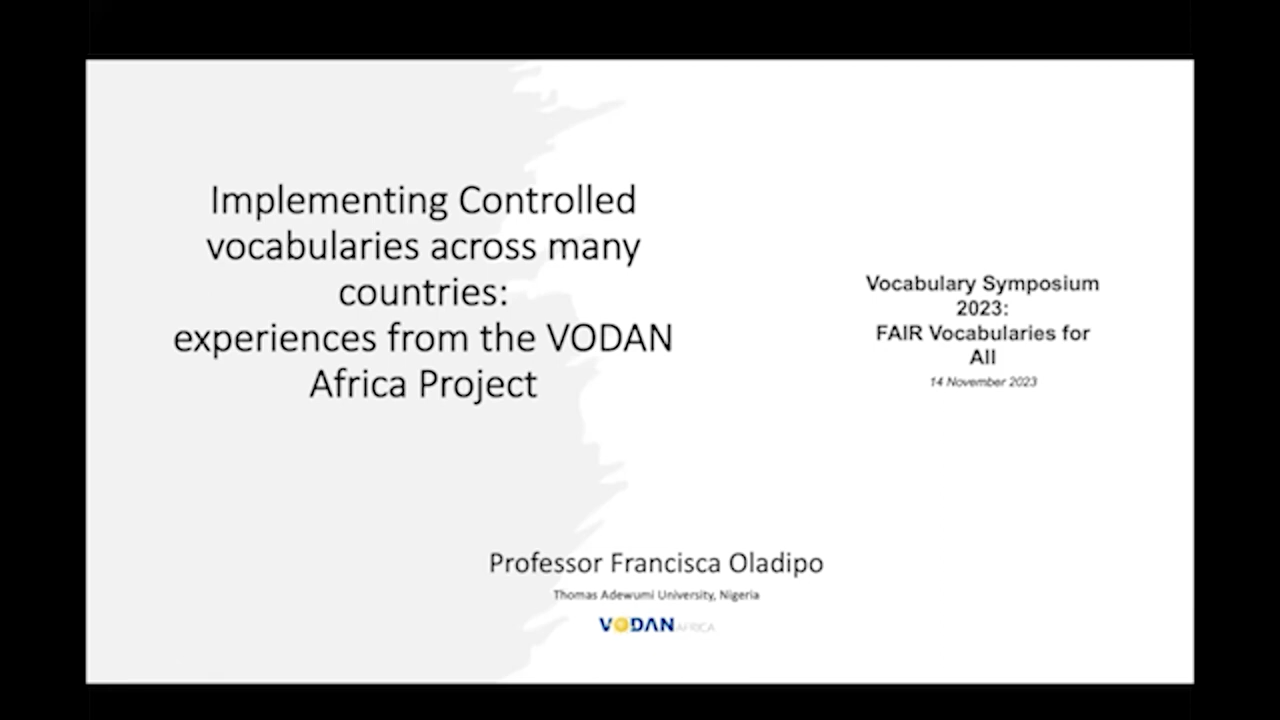 Implementing Controlled
vocabularies across many
countries:
experiences from the VODAN
Africa Project
Vocabulary Symposium
2023:
FAIR Vocabularies for
All
14 November 2023
Professor Francisca Oladipo
Thomas Adewumi University, Nigeria
VODAN AFRICA